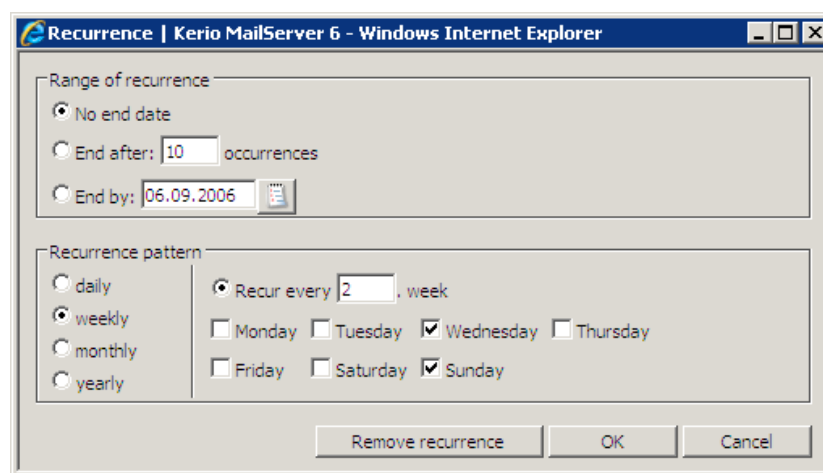 Recurrence | Kerio MailServer 6 - Windows Internet Explorer
Range of recurrence
No end date
End after: 10 occurrences
End by: 06.09.2006
Recurrence pattern
daily
weekly
monthly
yearly
Recur every 2 . week
Monday Tuesday Wednesday Thursday
Friday Saturday Sunday
Remove recurrence OK Cancel